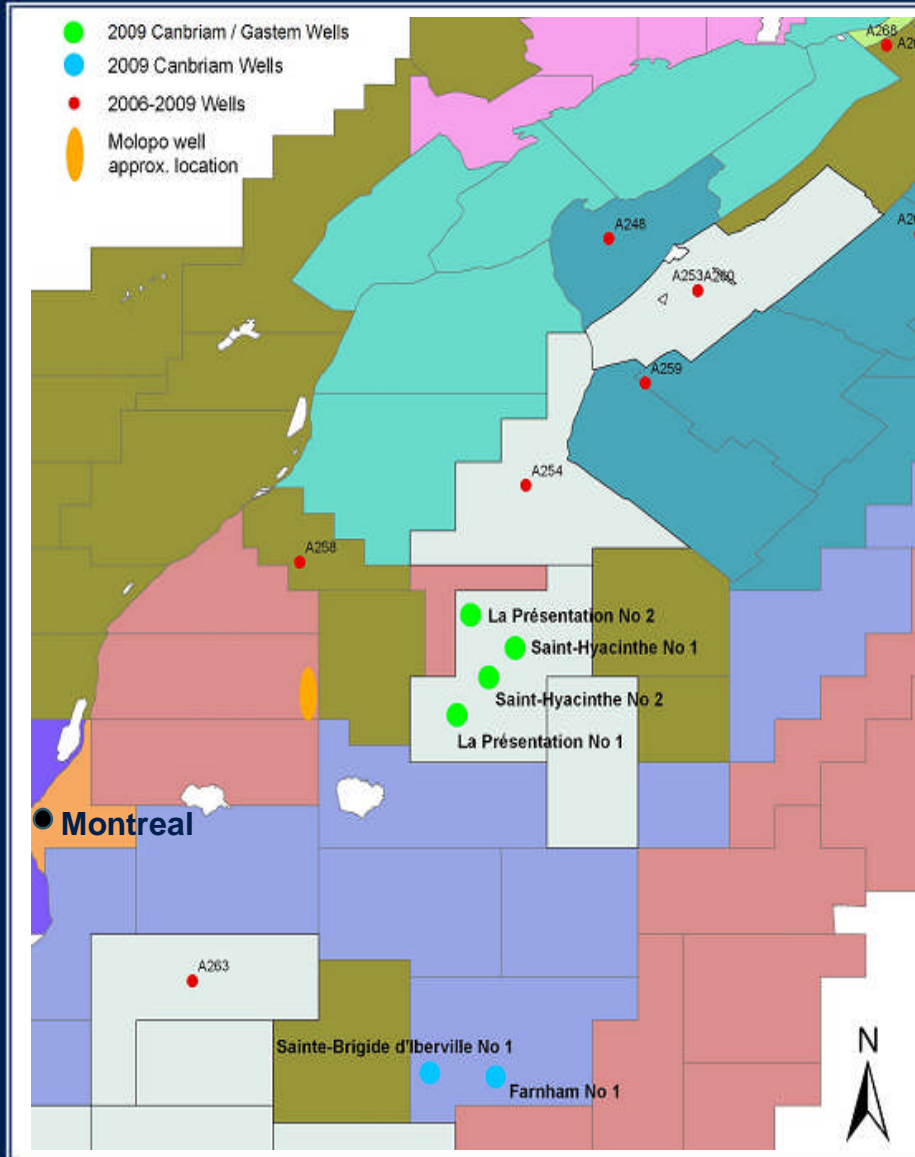 2009 Canbriam / Gastem Wells
2009 Canbriam Wells
2006-2009 Wells
Molopo well
approx. location
A268
A248
A253
A259
A254
A258
La Présentation No 2
Saint-Hyacinthe No 1
Saint-Hyacinthe No 2
La Présentation No 1
Montreal
A263
Sainte-Brigide d'Iberville No 1
Farnham No 1
N